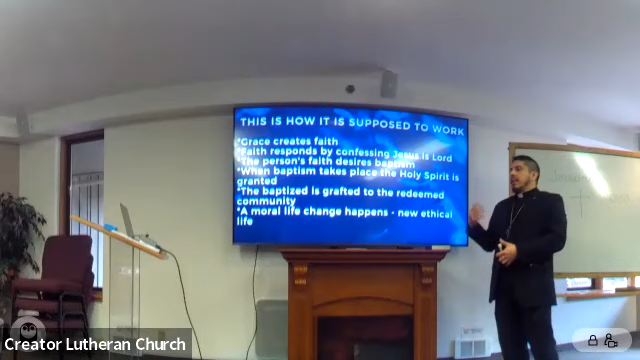 THIS IS HOW IT IS SUPPOSED TO WORK
*Grace creates faith
*Faith responds by confessing Jesus is Lord
*The person's faith desires baptism
*When baptism takes place the Holy Spirit is
granted
*The baptized is grafted to the redeemed
community
*A moral life change happens - new ethical
life
Creator Lutheran Church